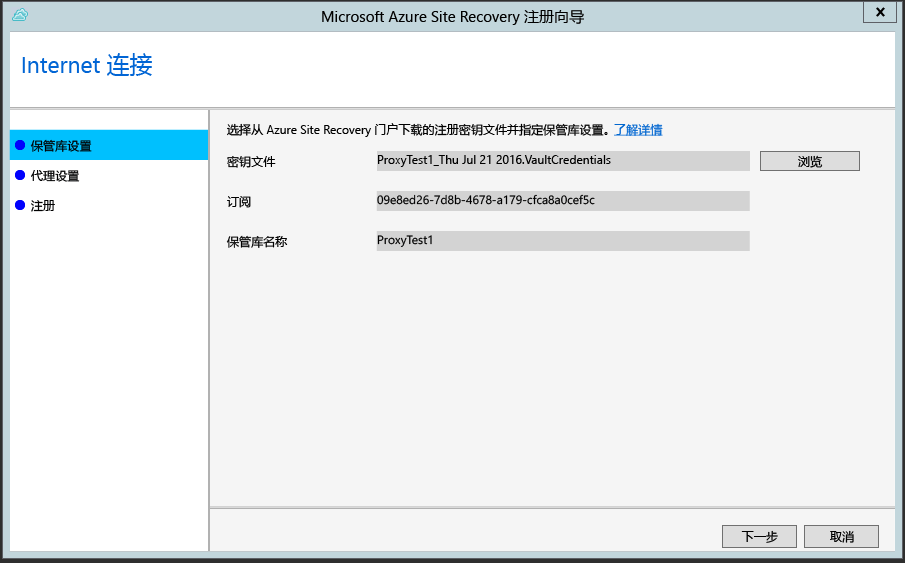 Microsoft Azure Site Recovery 注册向导
Internet 连接
保管库设置
代理设置
注册
选择从 Azure Site Recovery 门户下载的注册密钥文件并指定保管库设置。了解详情
密钥文件 ProxyTest1_Thu Jul 21 2016.VaultCredentials 浏览
订阅 09e8ed26-7d8b-4678-a179-cfca8a0cef5c
保管库名称 ProxyTest1
下一步 取消